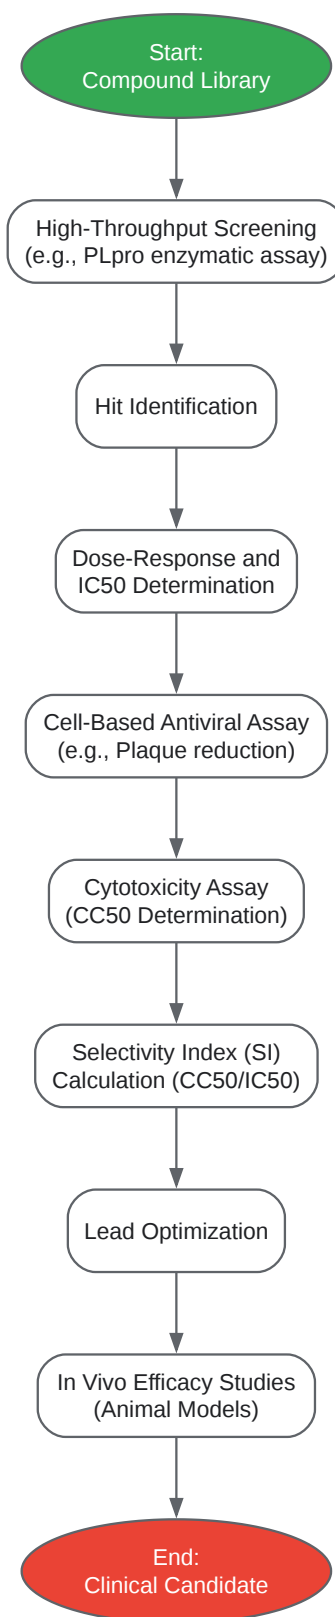 Start:
Compound Library
High-Throughput Screening
(e.g., PLpro enzymatic assay)
Hit Identification
Dose-Response and
IC50 Determination
Cell-Based Antiviral Assay
(e.g., Plaque reduction)
Cytotoxicity Assay
(CC50 Determination)
Selectivity Index (SI)
Calculation (CC50/IC50)
Lead Optimization
In Vivo Efficacy Studies
(Animal Models)
End:
Clinical Candidate